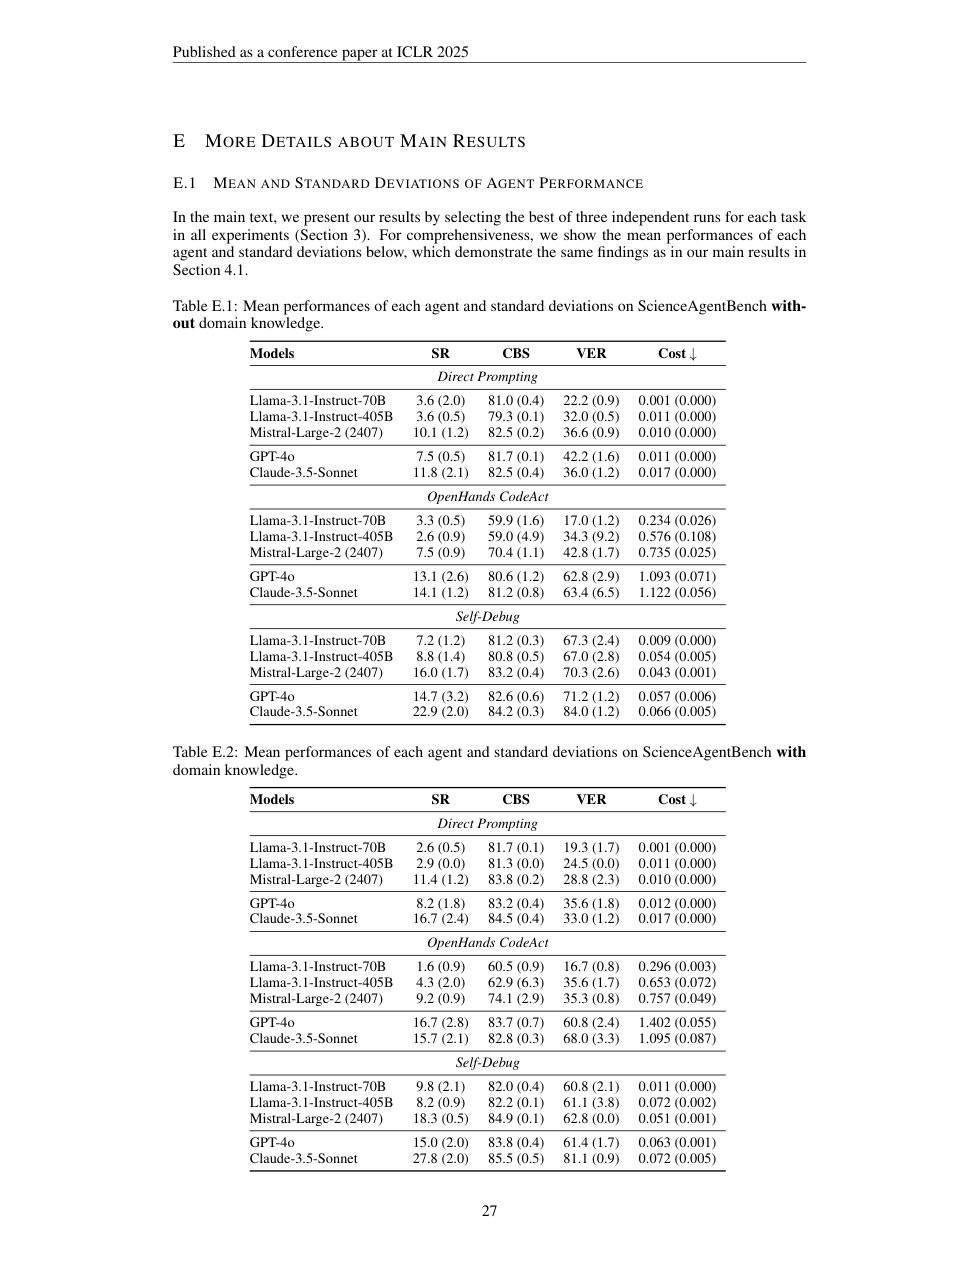 Published as a conference paper at ICLR 2025
E MORE DETAILS ABOUT MAIN RESULTS
E.1 MEAN AND STANDARD DEVIATIONS OF AGENT PERFORMANCE
In the main text, we present our results by selecting the best of three independent runs for each task
in all experiments (Section 3). For comprehensiveness, we show the mean performances of each
agent and standard deviations below, which demonstrate the same findings as in our main results in
Section 4.1.
Table E.1: Mean performances of each agent and standard deviations on ScienceAgentBench with-
out domain knowledge.
Models SR CBS VER Cost ↓
Direct Prompting
Llama-3.1-Instruct-70B 3.6 (2.0) 81.0 (0.4) 22.2 (0.9) 0.001 (0.000)
Llama-3.1-Instruct-405B 3.6 (0.5) 79.3 (0.1) 32.0 (0.5) 0.011 (0.000)
Mistral-Large-2 (2407) 10.1 (1.2) 82.5 (0.2) 36.6 (0.9) 0.010 (0.000)
GPT-4o 7.5 (0.5) 81.7 (0.1) 42.2 (1.6) 0.011 (0.000)
Claude-3.5-Sonnet 11.8 (2.1) 82.5 (0.4) 36.0 (1.2) 0.017 (0.000)
OpenHands CodeAct
Llama-3.1-Instruct-70B 3.3 (0.5) 59.9 (1.6) 17.0 (1.2) 0.234 (0.026)
Llama-3.1-Instruct-405B 2.6 (0.9) 59.0 (4.9) 34.3 (9.2) 0.576 (0.108)
Mistral-Large-2 (2407) 7.5 (0.9) 70.4 (1.1) 42.8 (1.7) 0.735 (0.025)
GPT-4o 13.1 (2.6) 80.6 (1.2) 62.8 (2.9) 1.093 (0.071)
Claude-3.5-Sonnet 14.1 (1.2) 81.2 (0.8) 63.4 (6.5) 1.122 (0.056)
Self-Debug
Llama-3.1-Instruct-70B 7.2 (1.2) 81.2 (0.3) 67.3 (2.4) 0.009 (0.000)
Llama-3.1-Instruct-405B 8.8 (1.4) 80.8 (0.5) 67.0 (2.8) 0.054 (0.005)
Mistral-Large-2 (2407) 16.0 (1.7) 83.2 (0.4) 70.3 (2.6) 0.043 (0.001)
GPT-4o 14.7 (3.2) 82.6 (0.6) 71.2 (1.2) 0.057 (0.006)
Claude-3.5-Sonnet 22.9 (2.0) 84.2 (0.3) 84.0 (1.2) 0.066 (0.005)
Table E.2: Mean performances of each agent and standard deviations on ScienceAgentBench with
domain knowledge.
Models SR CBS VER Cost ↓
Direct Prompting
Llama-3.1-Instruct-70B 2.6 (0.5) 81.7 (0.1) 19.3 (1.7) 0.001 (0.000)
Llama-3.1-Instruct-405B 2.9 (0.0) 81.3 (0.0) 24.5 (0.0) 0.011 (0.000)
Mistral-Large-2 (2407) 11.4 (1.2) 83.8 (0.2) 28.8 (2.3) 0.010 (0.000)
GPT-4o 8.2 (1.8) 83.2 (0.4) 35.6 (1.8) 0.012 (0.000)
Claude-3.5-Sonnet 16.7 (2.4) 84.5 (0.4) 33.0 (1.2) 0.017 (0.000)
OpenHands CodeAct
Llama-3.1-Instruct-70B 1.6 (0.9) 60.5 (0.9) 16.7 (0.8) 0.296 (0.003)
Llama-3.1-Instruct-405B 4.3 (2.0) 62.9 (6.3) 35.6 (1.7) 0.653 (0.072)
Mistral-Large-2 (2407) 9.2 (0.9) 74.1 (2.9) 35.3 (0.8) 0.757 (0.049)
GPT-4o 16.7 (2.8) 83.7 (0.7) 60.8 (2.4) 1.402 (0.055)
Claude-3.5-Sonnet 15.7 (2.1) 82.8 (0.3) 68.0 (3.3) 1.095 (0.087)
Self-Debug
Llama-3.1-Instruct-70B 9.8 (2.1) 82.0 (0.4) 60.8 (2.1) 0.011 (0.000)
Llama-3.1-Instruct-405B 8.2 (0.9) 82.2 (0.1) 61.1 (3.8) 0.072 (0.002)
Mistral-Large-2 (2407) 18.3 (0.5) 84.9 (0.1) 62.8 (0.0) 0.051 (0.001)
GPT-4o 15.0 (2.0) 83.8 (0.4) 61.4 (1.7) 0.063 (0.001)
Claude-3.5-Sonnet 27.8 (2.0) 85.5 (0.5) 81.1 (0.9) 0.072 (0.005)
27